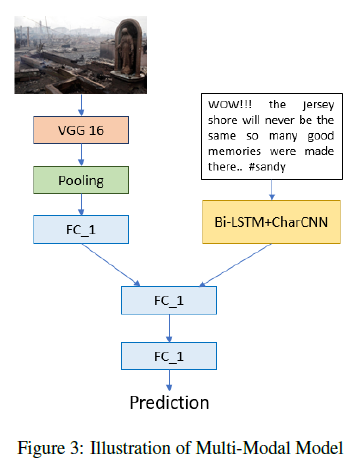 VGG 16
Pooling
FC_1
WOW!!! the jersey
shore will never be the
same so many good
memories were made
there.. #sandy
Bi-LSTM+CharCNN
FC_1
FC_1
Prediction
Figure 3: Illustration of Multi-Modal Model